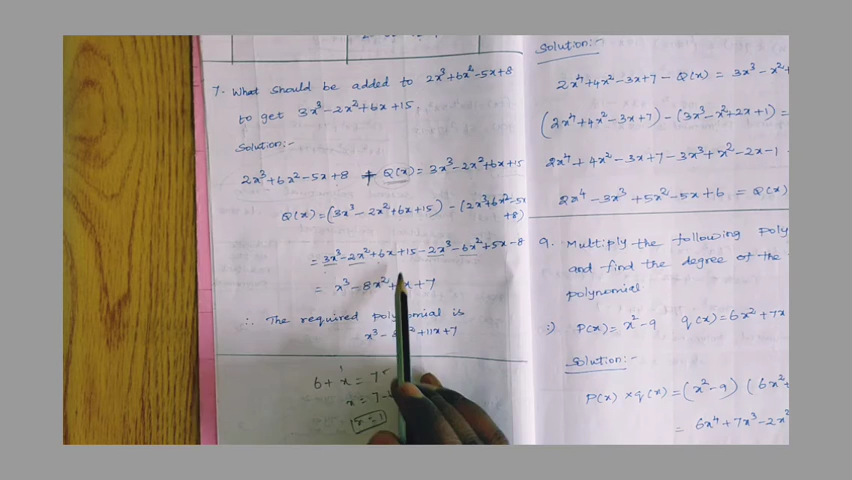 7. What should be added to 2x³+6x²-5x+8
to get 3x³-2x²+6x+15.
Solution:-
2x³+6x²-5x+8 + Q(x) = 3x³-2x²+6x+15
Q(x) = (3x³-2x²+6x+15) - (2x³+6x²-5x
+8)
= 3x³-2x²+6x+15-2x³-6x²+5x-8
= x³-8x²+ x+7
∴ The required polynomial is
x³- ²+11x+7
6+x = 7
x = 7-
Solution:-
2x⁴+4x²-3x+7 - Q(x) = 3x³-x²+
(2x⁴+4x²-3x+7) - (3x³-x²+2x+1) =
2x⁴+4x²-3x+7-3x³+x²-2x-1
2x⁴-3x³+5x²-5x+6 = Q(x)
9. Multiply the following Poly
and find the degree of the
polynomial
i) P(x) = x²-9 q(x) = 6x²+7x
Solution:-
P(x) × q(x) = (x²-9) (6x²+
= 6x⁴+7x³-2x²